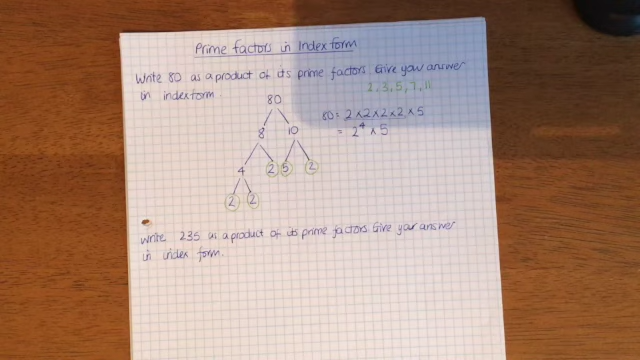 Prime factors in Index form
Write 80 as a product of its prime factors Give your answer
in index form.
2, 3, 5, 7, 11
80
80 = 2 × 2 × 2 × 2 × 5
8 10
= 2⁴ × 5
4 2 5 2
2 2
Write 235 as a product of its prime factors Give your answer
in index form.